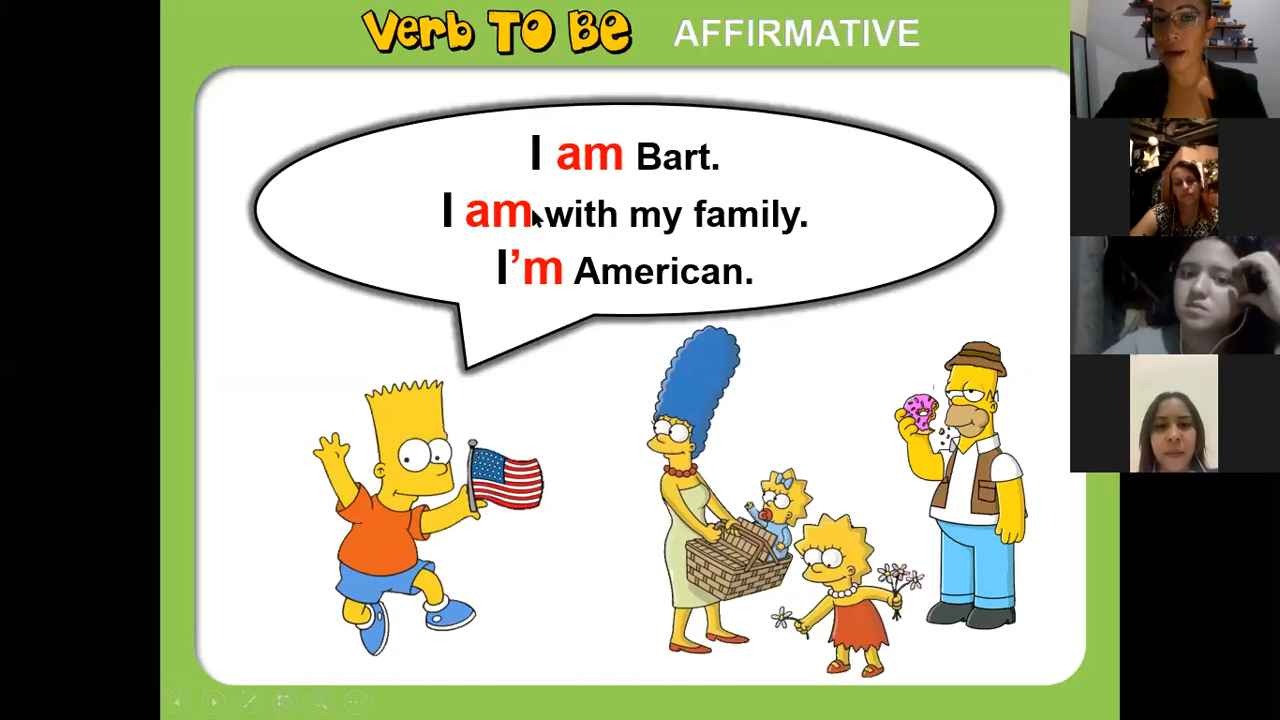 Verb TO BE AFFIRMATIVE
I am Bart.
I am with my family.
I'm American.